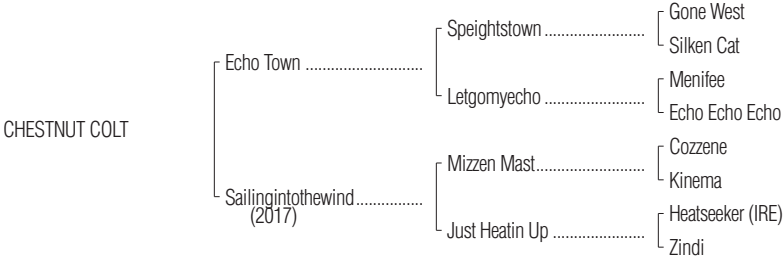 Gone West
Speightstown ........................
Silken Cat
Echo Town ............................
Menifee
Letgomyecho ........................
Echo Echo Echo
CHESTNUT COLT
Cozzene
Mizzen Mast..........................
Kinema
Sailingintothewind................
(2017)
Heatseeker (IRE)
Just Heatin Up ......................
Zindi